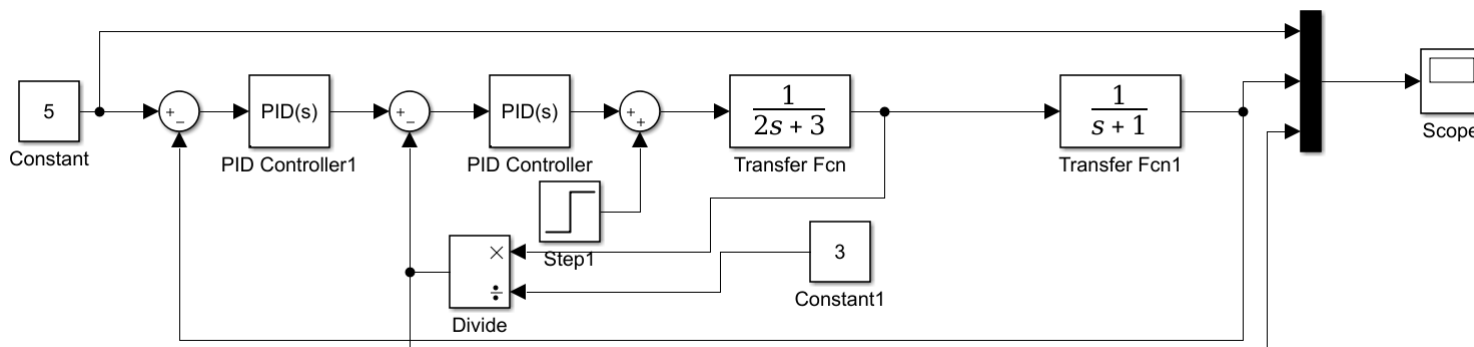 5
Constant
+
−
PID(s)
PID Controller1
+
−
PID(s)
PID Controller
+
+
1
2s + 3
Transfer Fcn
1
s + 1
Transfer Fcn1
Scope
Step1
×
÷
Divide
3
Constant1